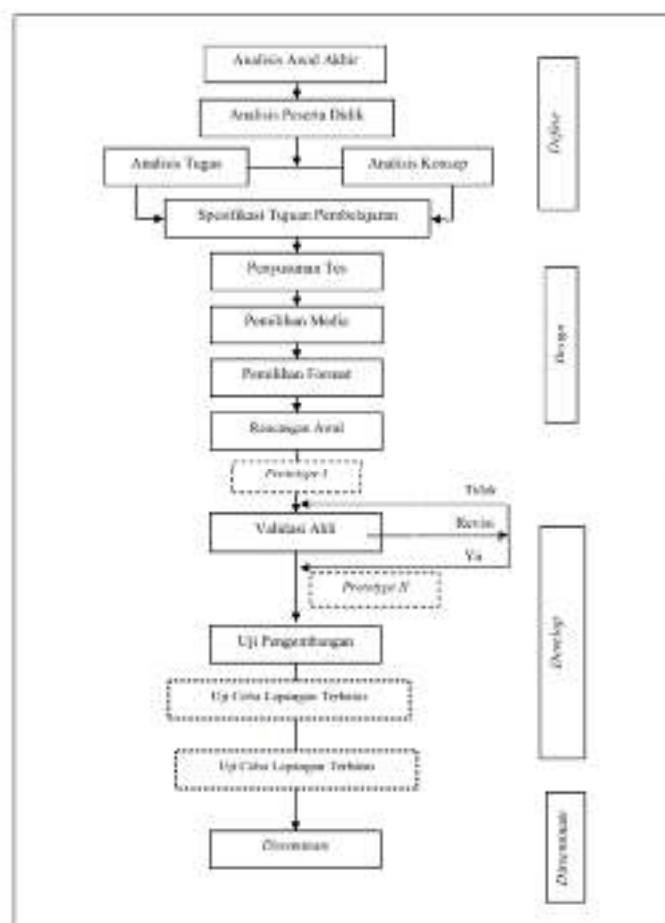 Analisis Awal Akhir
Analisis Peserta Didik
Analisis Tugas
Analisis Konsep
Spesifikasi Tujuan Pembelajaran
Define
Penyusunan Tes
Pemilihan Media
Pemilihan Format
Rancangan Awal
Design
Prototype I
Tidak
Validasi Ahli
Revisi
Ya
Prototype II
Uji Pengembangan
Uji Coba Lapangan Terbatas
Uji Coba Lapangan Terbatas
Develop
Diseminasi
Disseminate